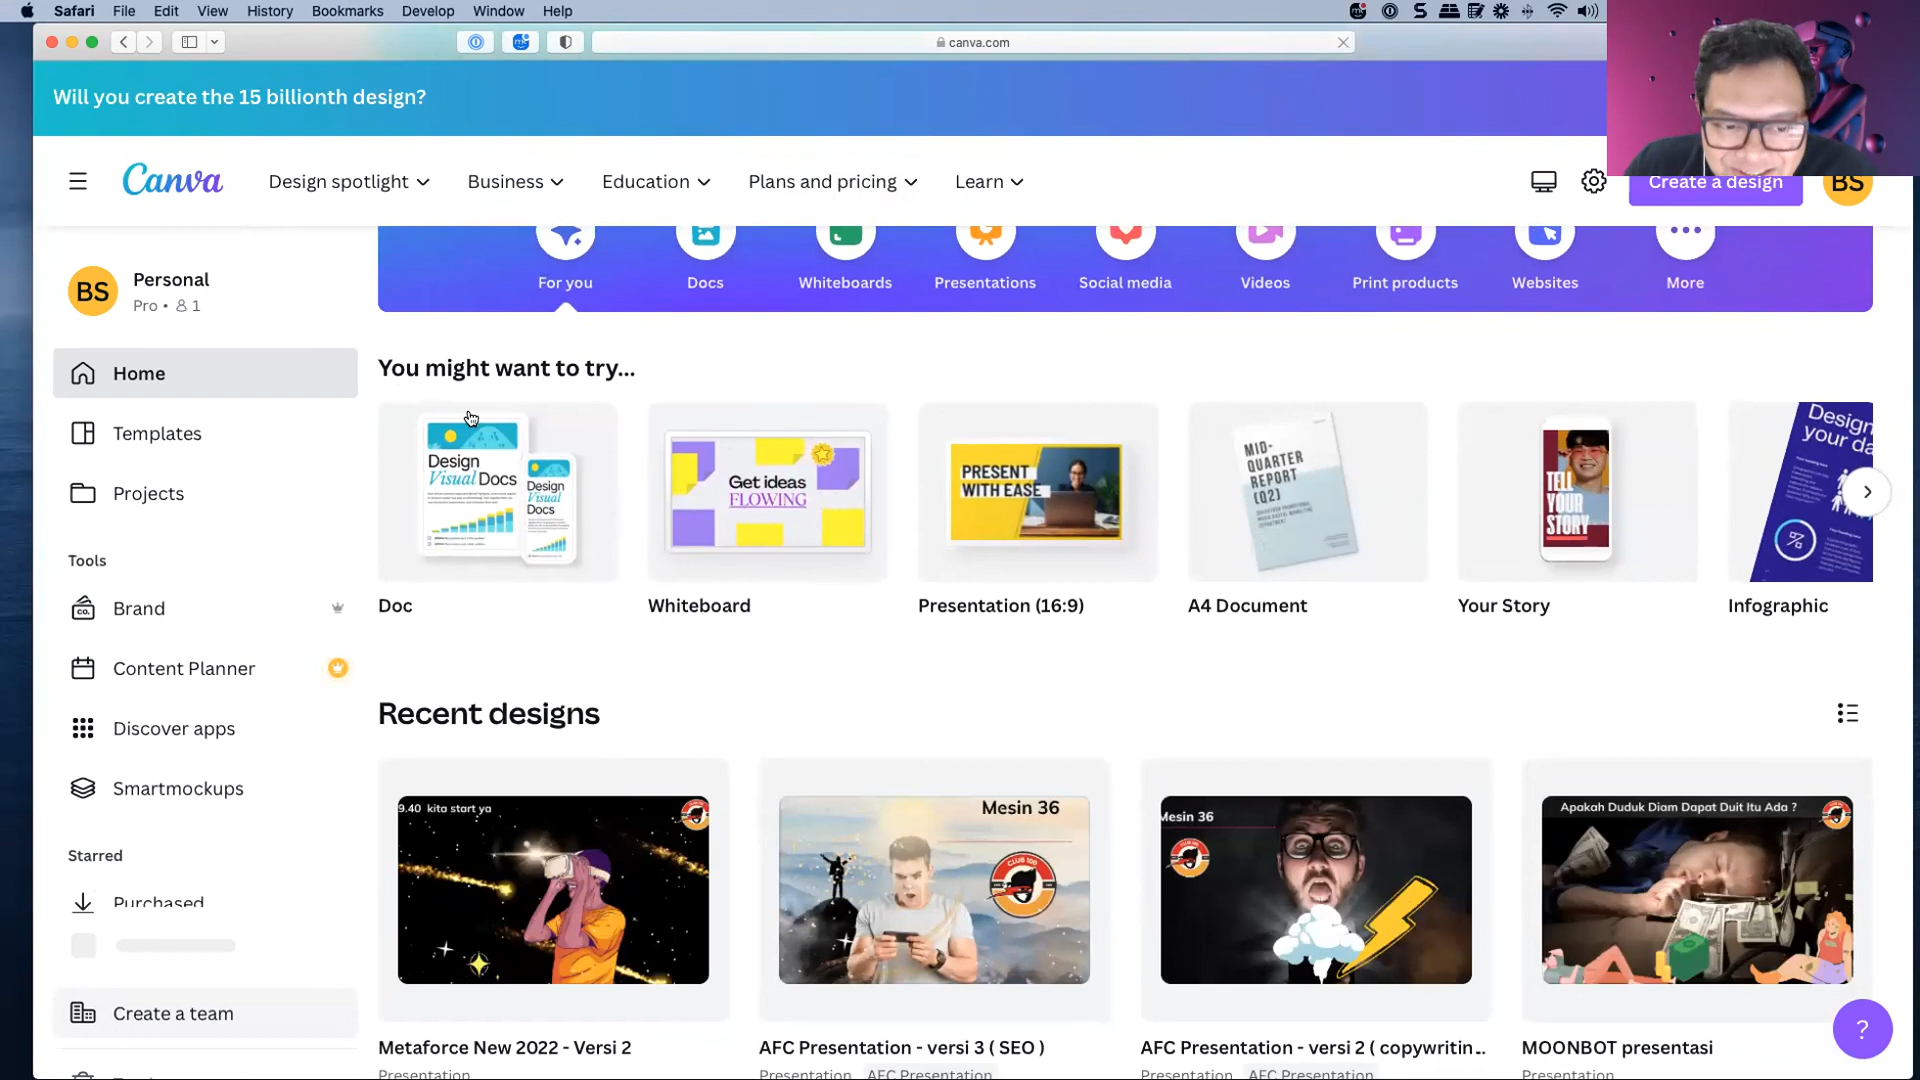 Safari File Edit View History Bookmarks Develop Window Help
canva.com
Will you create the 15 billionth design?
Canva
Design spotlight
Business
Education
Plans and pricing
Learn
Create a design
BS
BS
Personal
Pro • 1
Home
Templates
Projects
Tools
Brand
Content Planner
Discover apps
Smartmockups
Starred
Purchased
Create a team
For you
Docs
Whiteboards
Presentations
Social media
Videos
Print products
Websites
More
You might want to try...
Design
Visual Docs
Design
Visual
Docs
Doc
Get ideas
FLOWING
Whiteboard
PRESENT
WITH EASE
Presentation (16:9)
MID-
QUARTER
REPORT
(Q2)
A4 Document
TELL
YOUR
STORY
Your Story
Design
your da
Infographic
Recent designs
9.40 kita start ya
Metaforce New 2022 - Versi 2
Presentation
Mesin 36
CLUB 100
AFC Presentation - versi 3 ( SEO )
Presentation AFC Presentation
Mesin 36
AFC Presentation - versi 2 ( copywritin...
Presentation AFC Presentation
Apakah Duduk Diam Dapat Duit Itu Ada ?
MOONBOT presentasi
Presentation
?